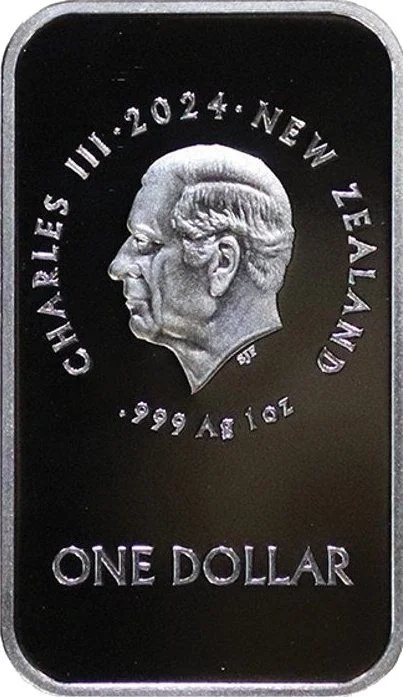 CHARLES III · 2024 · NEW ZEALAND
SJF
.999 Ag 1oz
ONE DOLLAR